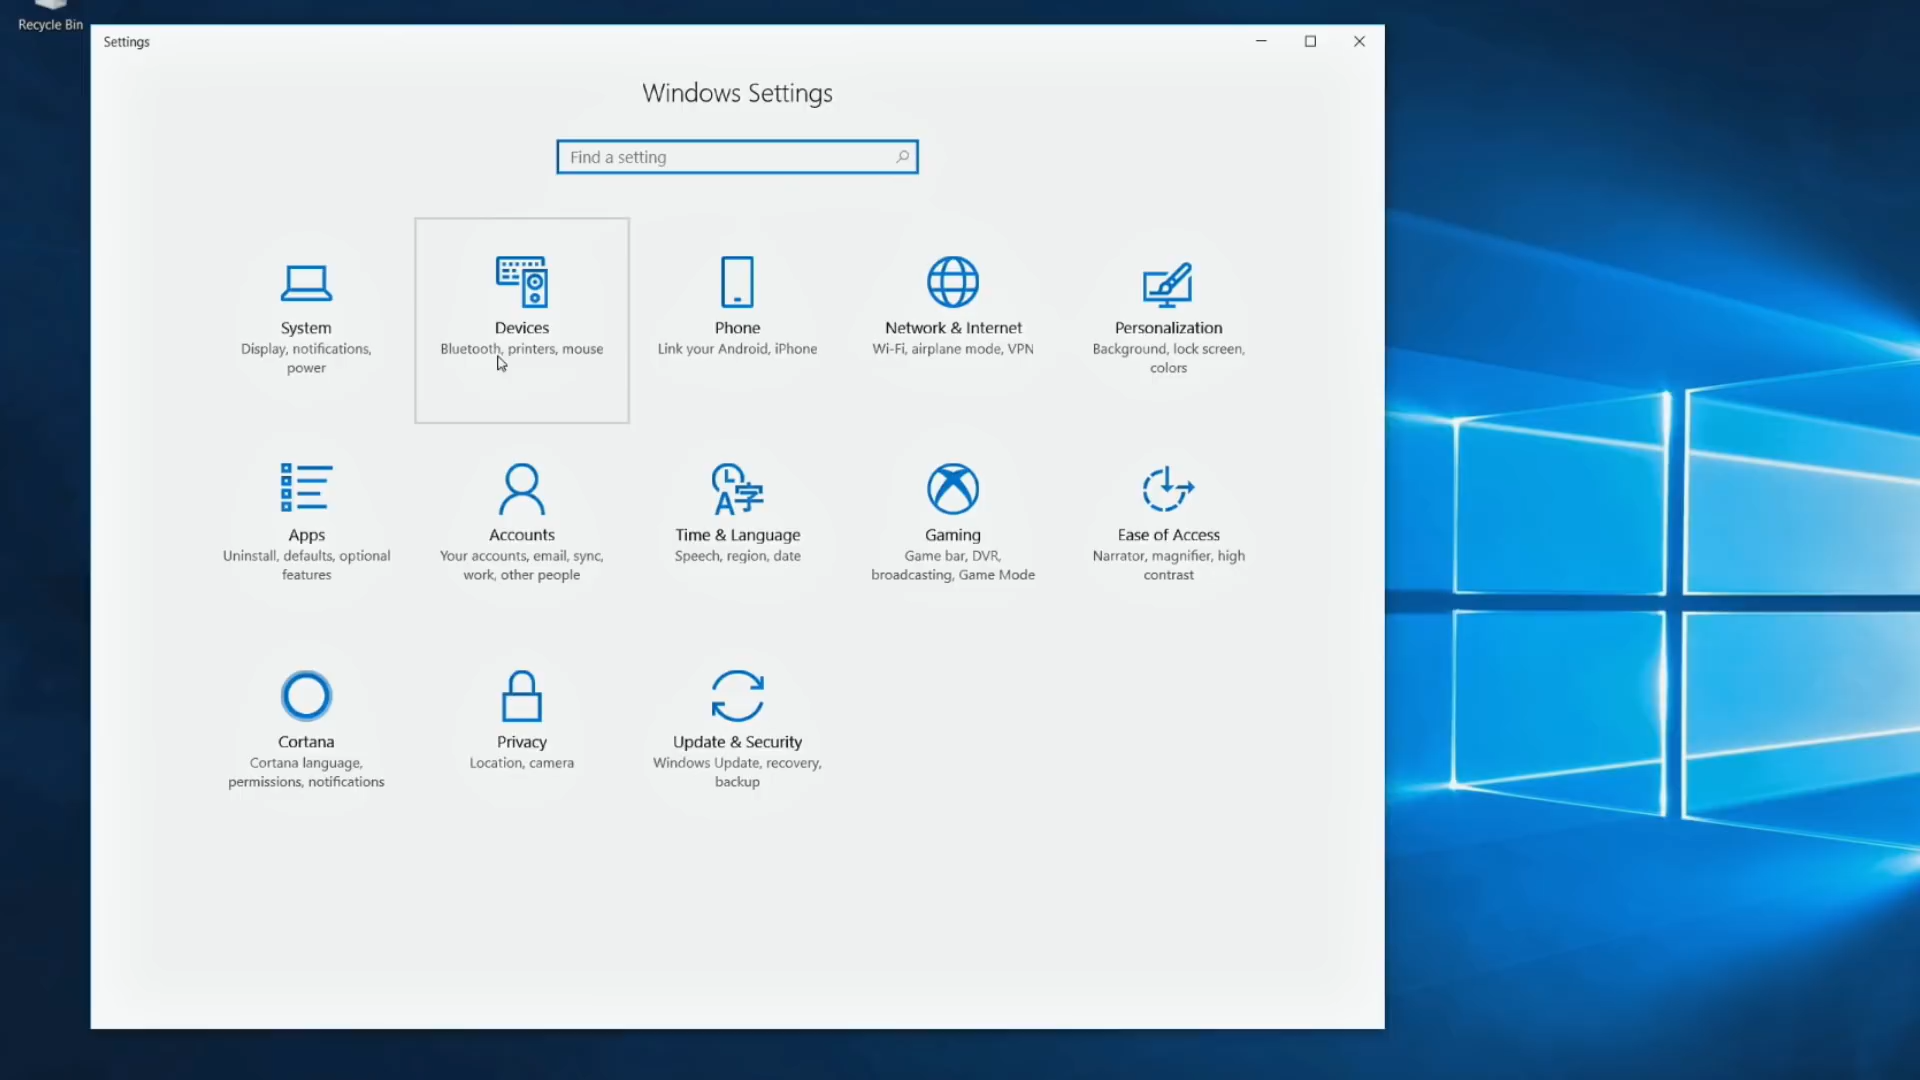 Recycle Bin
Settings
Windows Settings
Find a setting
System
Display, notifications,
power
Devices
Bluetooth, printers, mouse
Phone
Link your Android, iPhone
Network & Internet
Wi-Fi, airplane mode, VPN
Personalization
Background, lock screen,
colors
Apps
Uninstall, defaults, optional
features
Accounts
Your accounts, email, sync,
work, other people
Time & Language
Speech, region, date
Gaming
Game bar, DVR,
broadcasting, Game Mode
Ease of Access
Narrator, magnifier, high
contrast
Cortana
Cortana language,
permissions, notifications
Privacy
Location, camera
Update & Security
Windows Update, recovery,
backup